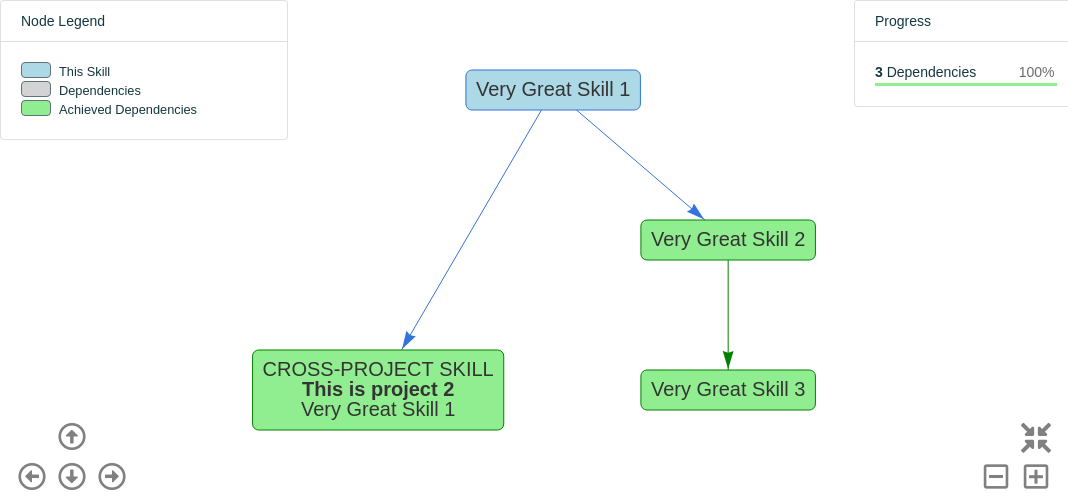 Node Legend
This Skill
Dependencies
Achieved Dependencies
Progress
3 Dependencies 100%
Very Great Skill 1
Very Great Skill 2
CROSS-PROJECT SKILL
This is project 2
Very Great Skill 1
Very Great Skill 3